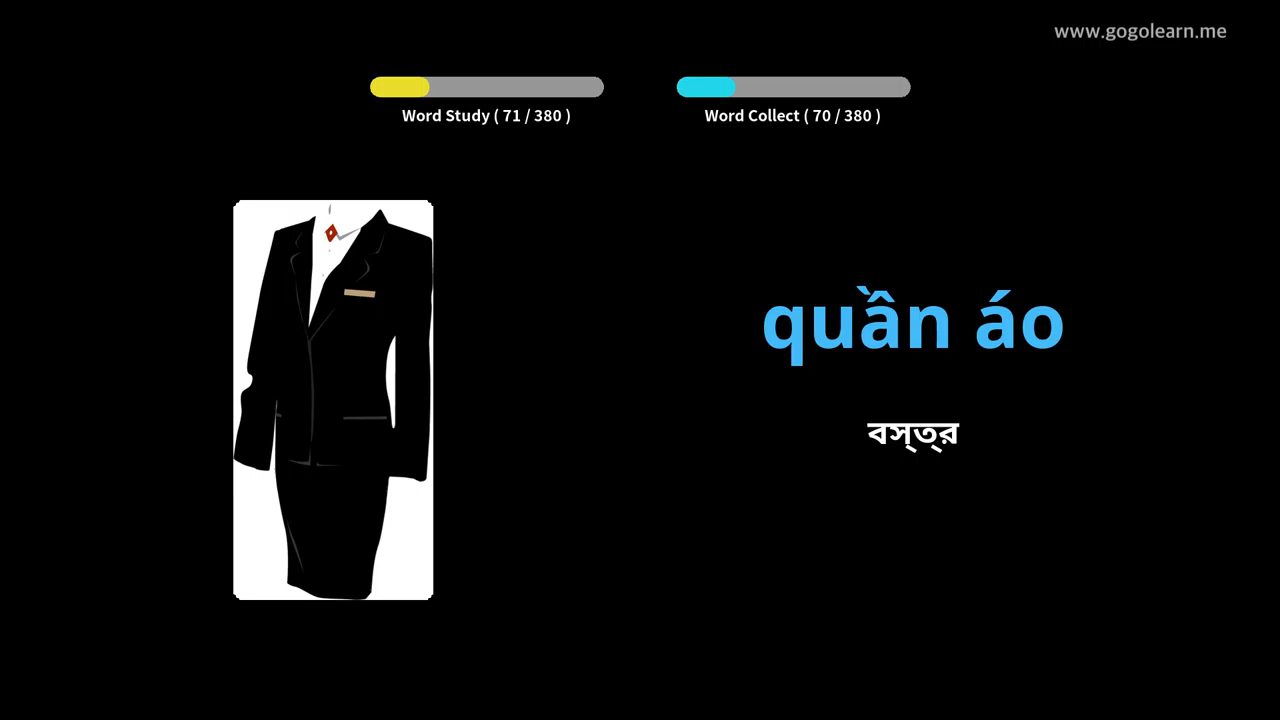 www.gogolearn.me
Word Study ( 71 / 380 )
Word Collect ( 70 / 380 )
quần áo
বস্ত্র